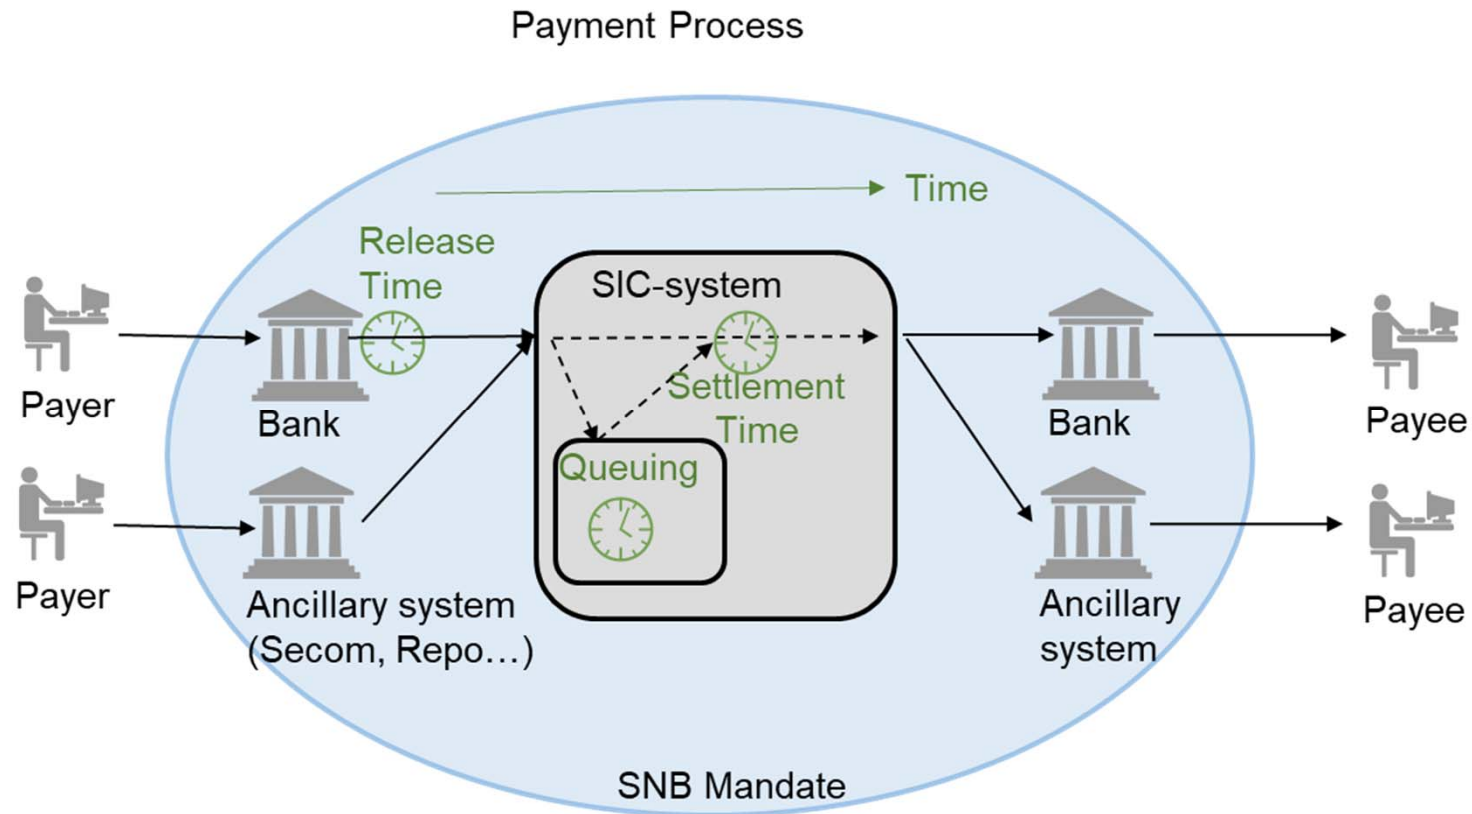 Payment Process
Time
Release
Time
SIC-system
Payer
Bank
Settlement
Time
Bank
Payee
Queuing
Payer
Ancillary system
(Secom, Repo…)
Ancillary
system
Payee
SNB Mandate